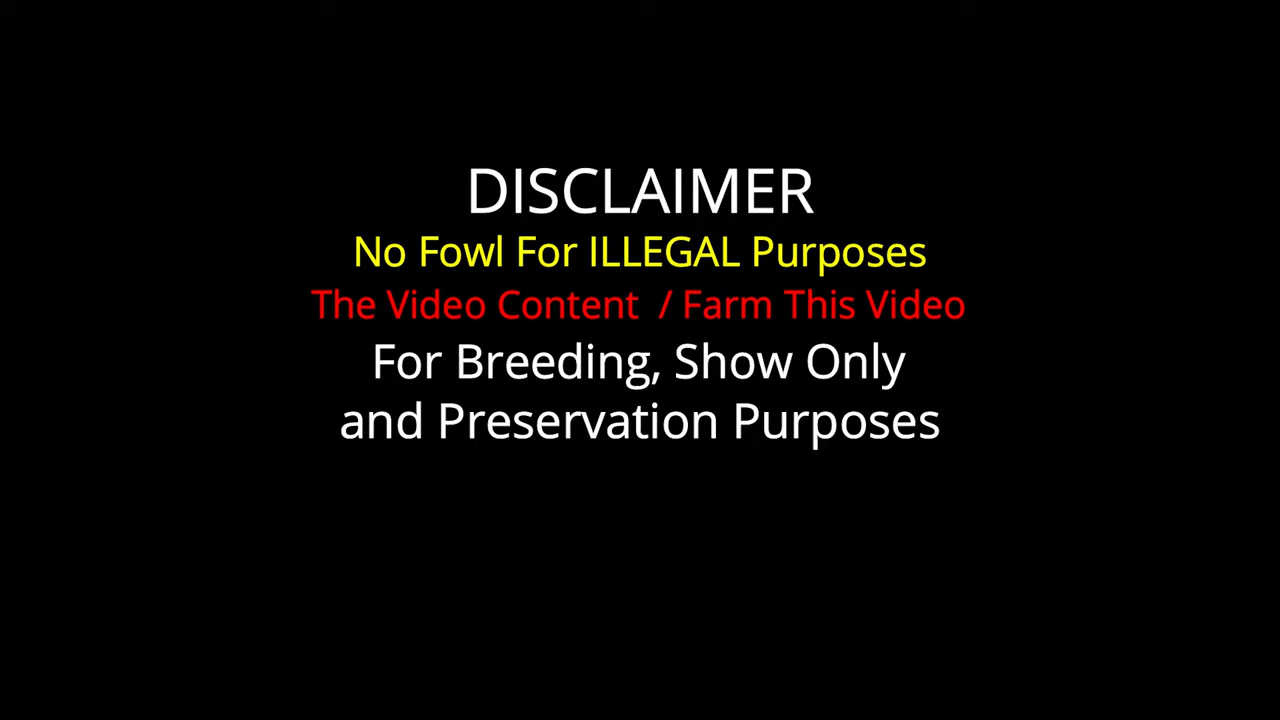 DISCLAIMER
No Fowl For ILLEGAL Purposes
The Video Content / Farm This Video
For Breeding, Show Only
and Preservation Purposes